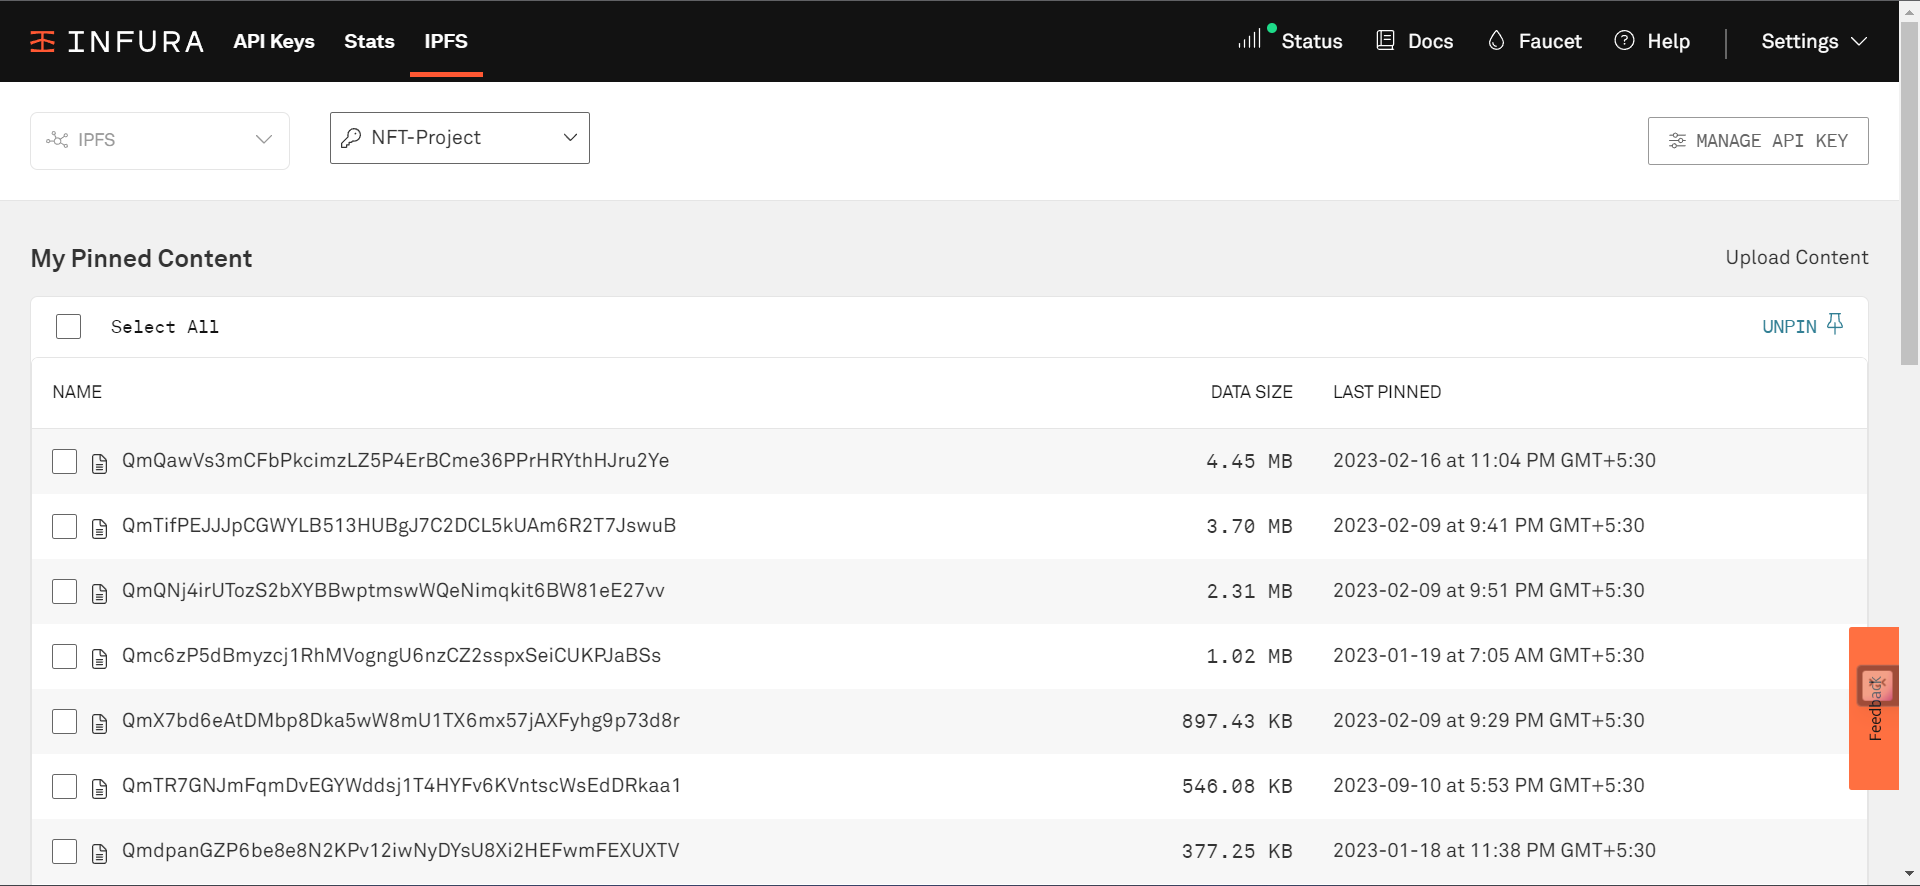 INFURA API Keys Stats IPFS Status Docs Faucet Help Settings
IPFS NFT-Project MANAGE API KEY
My Pinned Content Upload Content
Select All UNPIN
NAME DATA SIZE LAST PINNED
QmQawVs3mCFbPkcimzLZ5P4ErBCme36PPrHRYthHJru2Ye 4.45 MB 2023-02-16 at 11:04 PM GMT+5:30
QmTifPEJJJpCGWYLB513HUBgJ7C2DCL5kUAm6R2T7JswuB 3.70 MB 2023-02-09 at 9:41 PM GMT+5:30
QmQNj4irUTozS2bXYBBwptmswWQeNimqkit6BW81eE27vv 2.31 MB 2023-02-09 at 9:51 PM GMT+5:30
Qmc6zP5dBmyzcj1RhMVogngU6nzCZ2sspxSeiCUKPJaBSs 1.02 MB 2023-01-19 at 7:05 AM GMT+5:30
QmX7bd6eAtDMbp8Dka5wW8mU1TX6mx57jAXFyhg9p73d8r 897.43 KB 2023-02-09 at 9:29 PM GMT+5:30
QmTR7GNJmFqmDvEGYWddsj1T4HYFv6KVntscWsEdDRkaa1 546.08 KB 2023-09-10 at 5:53 PM GMT+5:30
QmdpanGZP6be8e8N2KPv12iwNyDYsU8Xi2HEFwmFEXUXTV 377.25 KB 2023-01-18 at 11:38 PM GMT+5:30
Feedback